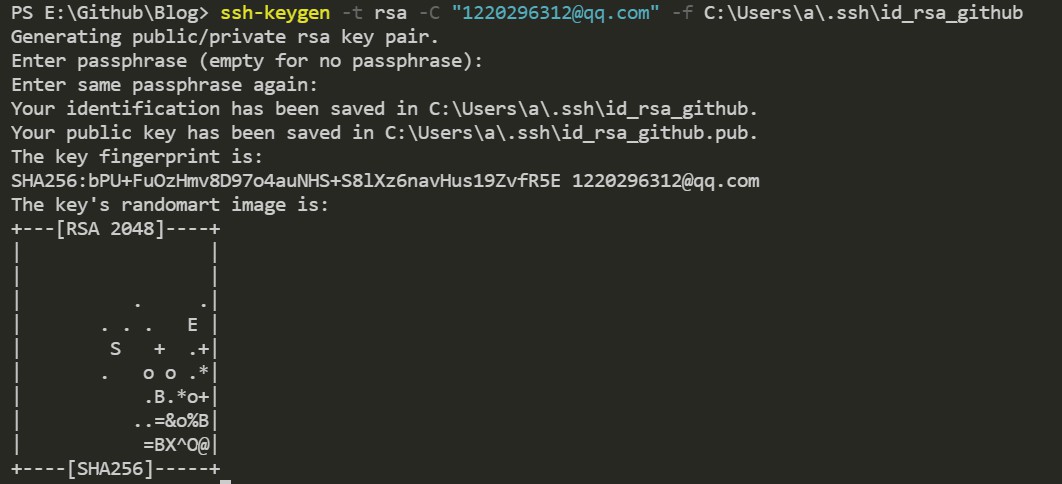 PS E:\Github\Blog> ssh-keygen -t rsa -C "1220296312@qq.com" -f C:\Users\a\.ssh\id_rsa_github
Generating public/private rsa key pair.
Enter passphrase (empty for no passphrase):
Enter same passphrase again:
Your identification has been saved in C:\Users\a\.ssh\id_rsa_github.
Your public key has been saved in C:\Users\a\.ssh\id_rsa_github.pub.
The key fingerprint is:
SHA256:bPU+FuOzHmv8D97o4auNHS+S8lXz6navHus19ZvfR5E 1220296312@qq.com
The key's randomart image is:
+---[RSA 2048]----+
|                 |
|                 |
|          .     .|
|       . . .   E |
|        S   +  .+|
|       .   o o .*|
|           .B.*o+|
|          ..=&o%B|
|           =BX^O@|
+----[SHA256]-----+